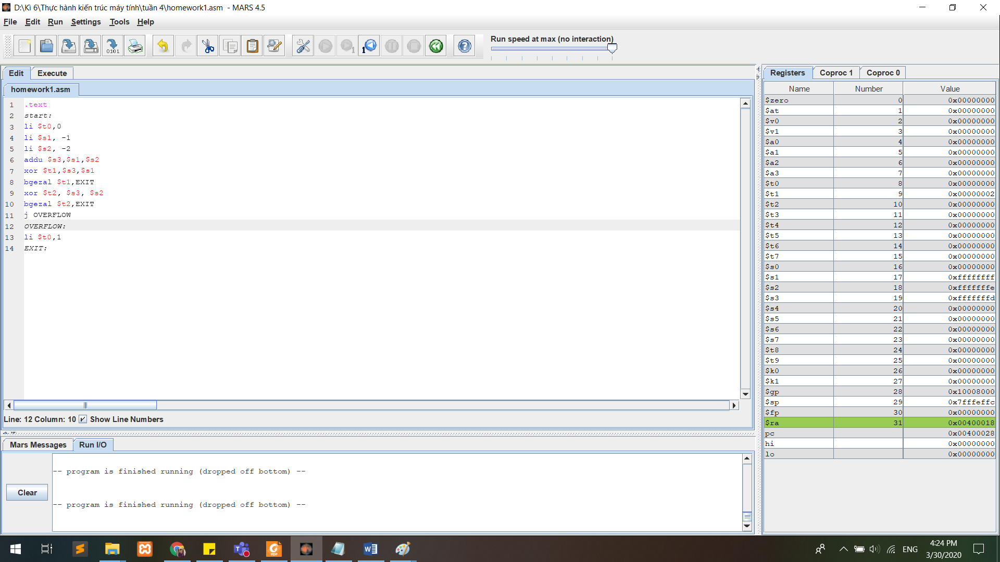 D:\Kì 6\Thực hành kiến trúc máy tính\tuần 4\homework1.asm - MARS 4.5
File Edit Run Settings Tools Help
Run speed at max (no interaction)
Edit Execute
homework1.asm
1 .text
2 start:
3 li $t0,0
4 li $s1, -1
5 li $s2, -2
6 addu $s3,$s1,$s2
7 xor $t1,$s3,$s1
8 bgezal $t1,EXIT
9 xor $t2, $s3, $s2
10 bgezal $t2,EXIT
11 j OVERFLOW
12 OVERFLOW:
13 li $t0,1
14 EXIT:
Line: 12 Column: 10 Show Line Numbers
Mars Messages Run I/O
Clear
-- program is finished running (dropped off bottom) --
-- program is finished running (dropped off bottom) --
Registers Coproc 1 Coproc 0
Name Number Value
$zero 0 0x00000000
$at 1 0x00000000
$v0 2 0x00000000
$v1 3 0x00000000
$a0 4 0x00000000
$a1 5 0x00000000
$a2 6 0x00000000
$a3 7 0x00000000
$t0 8 0x00000000
$t1 9 0x00000002
$t2 10 0x00000000
$t3 11 0x00000000
$t4 12 0x00000000
$t5 13 0x00000000
$t6 14 0x00000000
$t7 15 0x00000000
$s0 16 0x00000000
$s1 17 0xffffffff
$s2 18 0xfffffffe
$s3 19 0xfffffffd
$s4 20 0x00000000
$s5 21 0x00000000
$s6 22 0x00000000
$s7 23 0x00000000
$t8 24 0x00000000
$t9 25 0x00000000
$k0 26 0x00000000
$k1 27 0x00000000
$gp 28 0x10008000
$sp 29 0x7fffeffc
$fp 30 0x00000000
$ra 31 0x00400018
pc 0x00400028
hi 0x00000000
lo 0x00000000
ENG
4:24 PM
3/30/2020